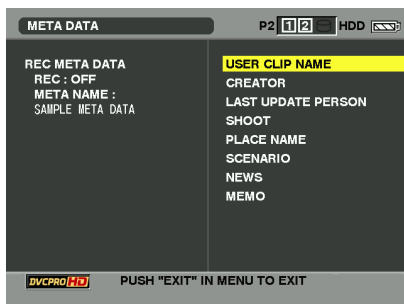 META DATA
P2 1 2 HDD
REC META DATA
REC : OFF
META NAME :
SAMPLE META DATA
USER CLIP NAME
CREATOR
LAST UPDATE PERSON
SHOOT
PLACE NAME
SCENARIO
NEWS
MEMO
DVCPRO HD
PUSH "EXIT" IN MENU TO EXIT